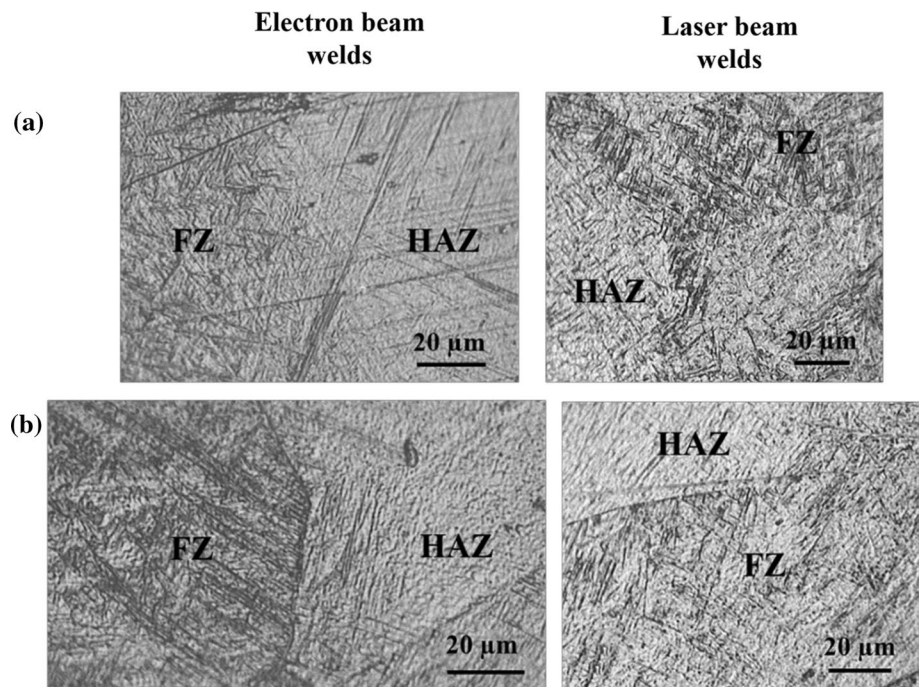 Electron beam
welds
Laser beam
welds
(a)
FZ
HAZ
20 µm
FZ
HAZ
20 µm
(b)
FZ
HAZ
20 µm
HAZ
FZ
20 µm